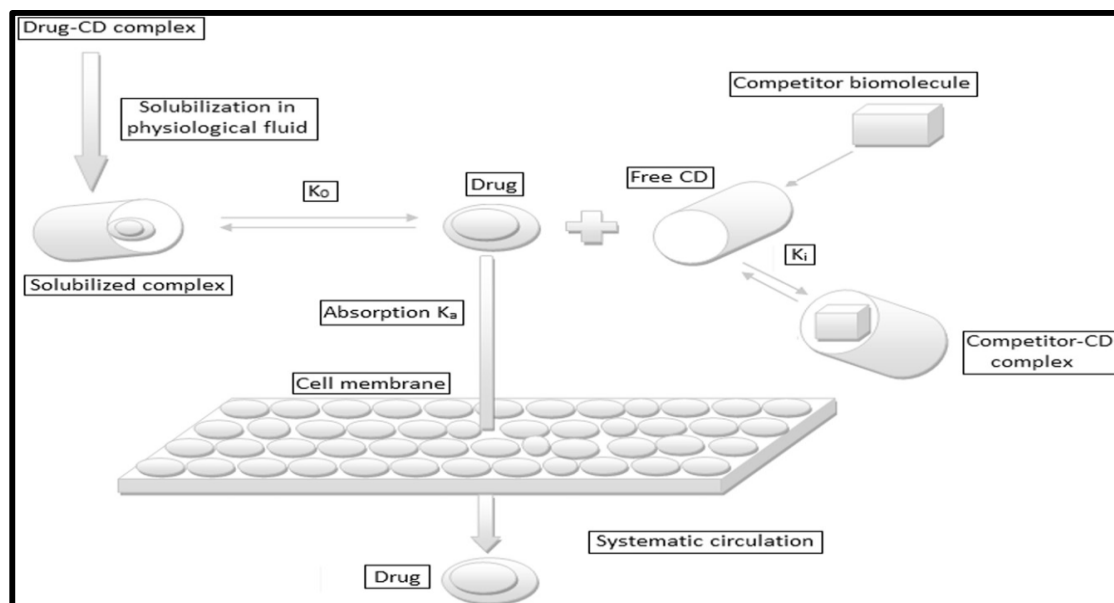 Drug-CD complex
Solubilization in
physiological fluid
Competitor biomolecule
K₀
Drug
Free CD
Kᵢ
Solubilized complex
Absorption Kₐ
Competitor-CD
complex
Cell membrane
Systematic circulation
Drug